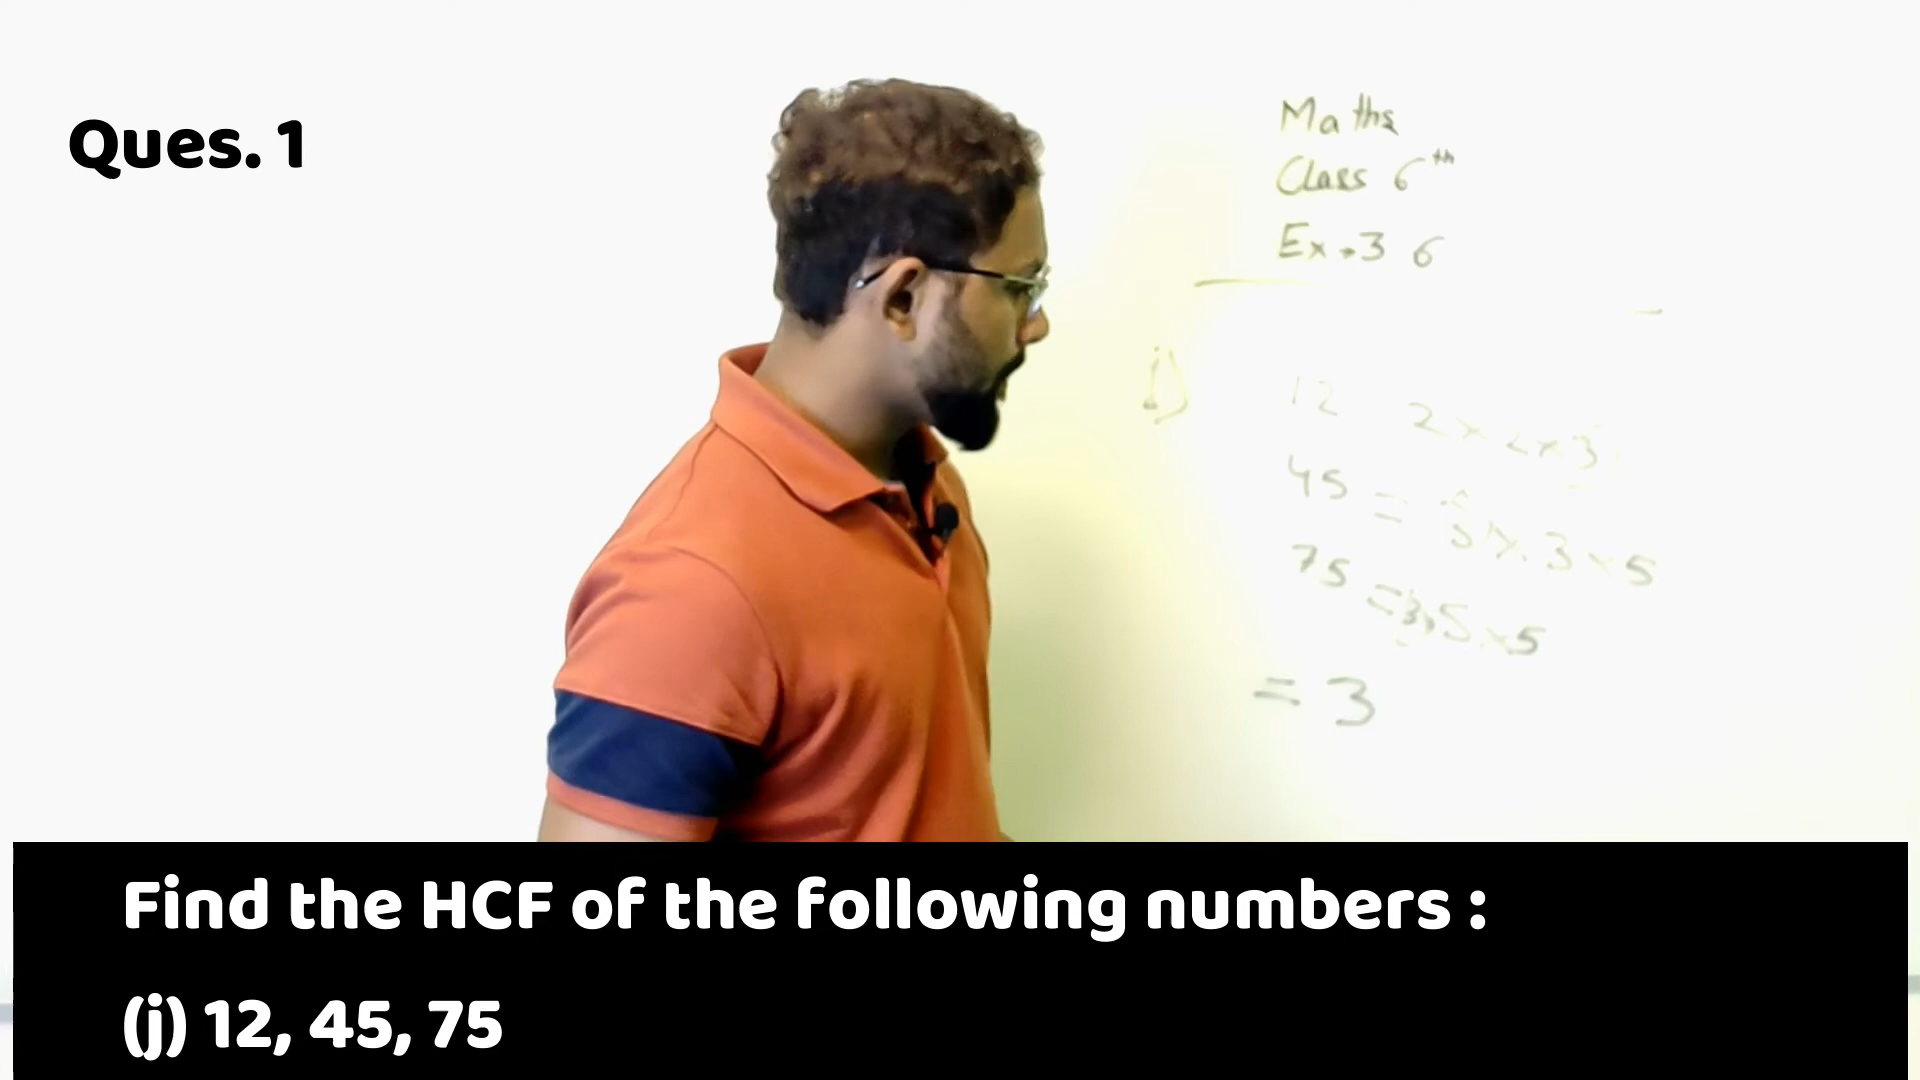 Ques. 1
Maths
Class 6th
Ex. 3 6
j)
12 2 x 2 x 3
45 = 3 x 3 x 5
75 = 3 x 5 x 5
= 3
Find the HCF of the following numbers :
(j) 12, 45, 75